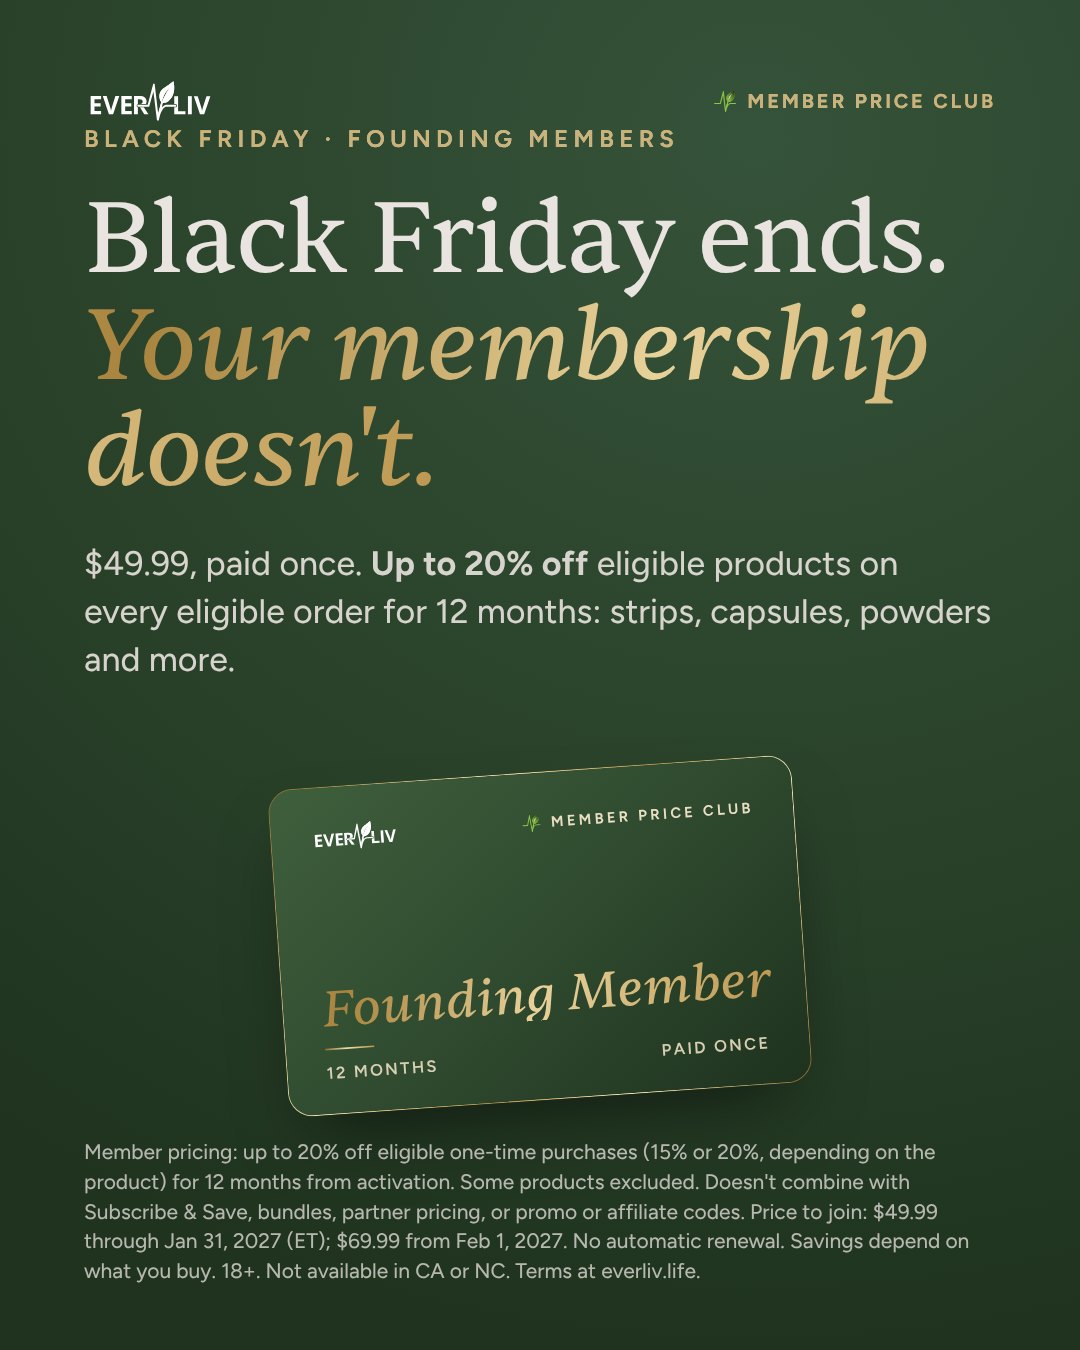 EVERLIV
MEMBER PRICE CLUB
BLACK FRIDAY · FOUNDING MEMBERS
Black Friday ends.
Your membership
doesn't.
$49.99, paid once. Up to 20% off eligible products on
every eligible order for 12 months: strips, capsules, powders
and more.
EVERLIV
MEMBER PRICE CLUB
Founding Member
12 MONTHS
PAID ONCE
Member pricing: up to 20% off eligible one-time purchases (15% or 20%, depending on the
product) for 12 months from activation. Some products excluded. Doesn't combine with
Subscribe & Save, bundles, partner pricing, or promo or affiliate codes. Price to join: $49.99
through Jan 31, 2027 (ET); $69.99 from Feb 1, 2027. No automatic renewal. Savings depend on
what you buy. 18+. Not available in CA or NC. Terms at everliv.life.